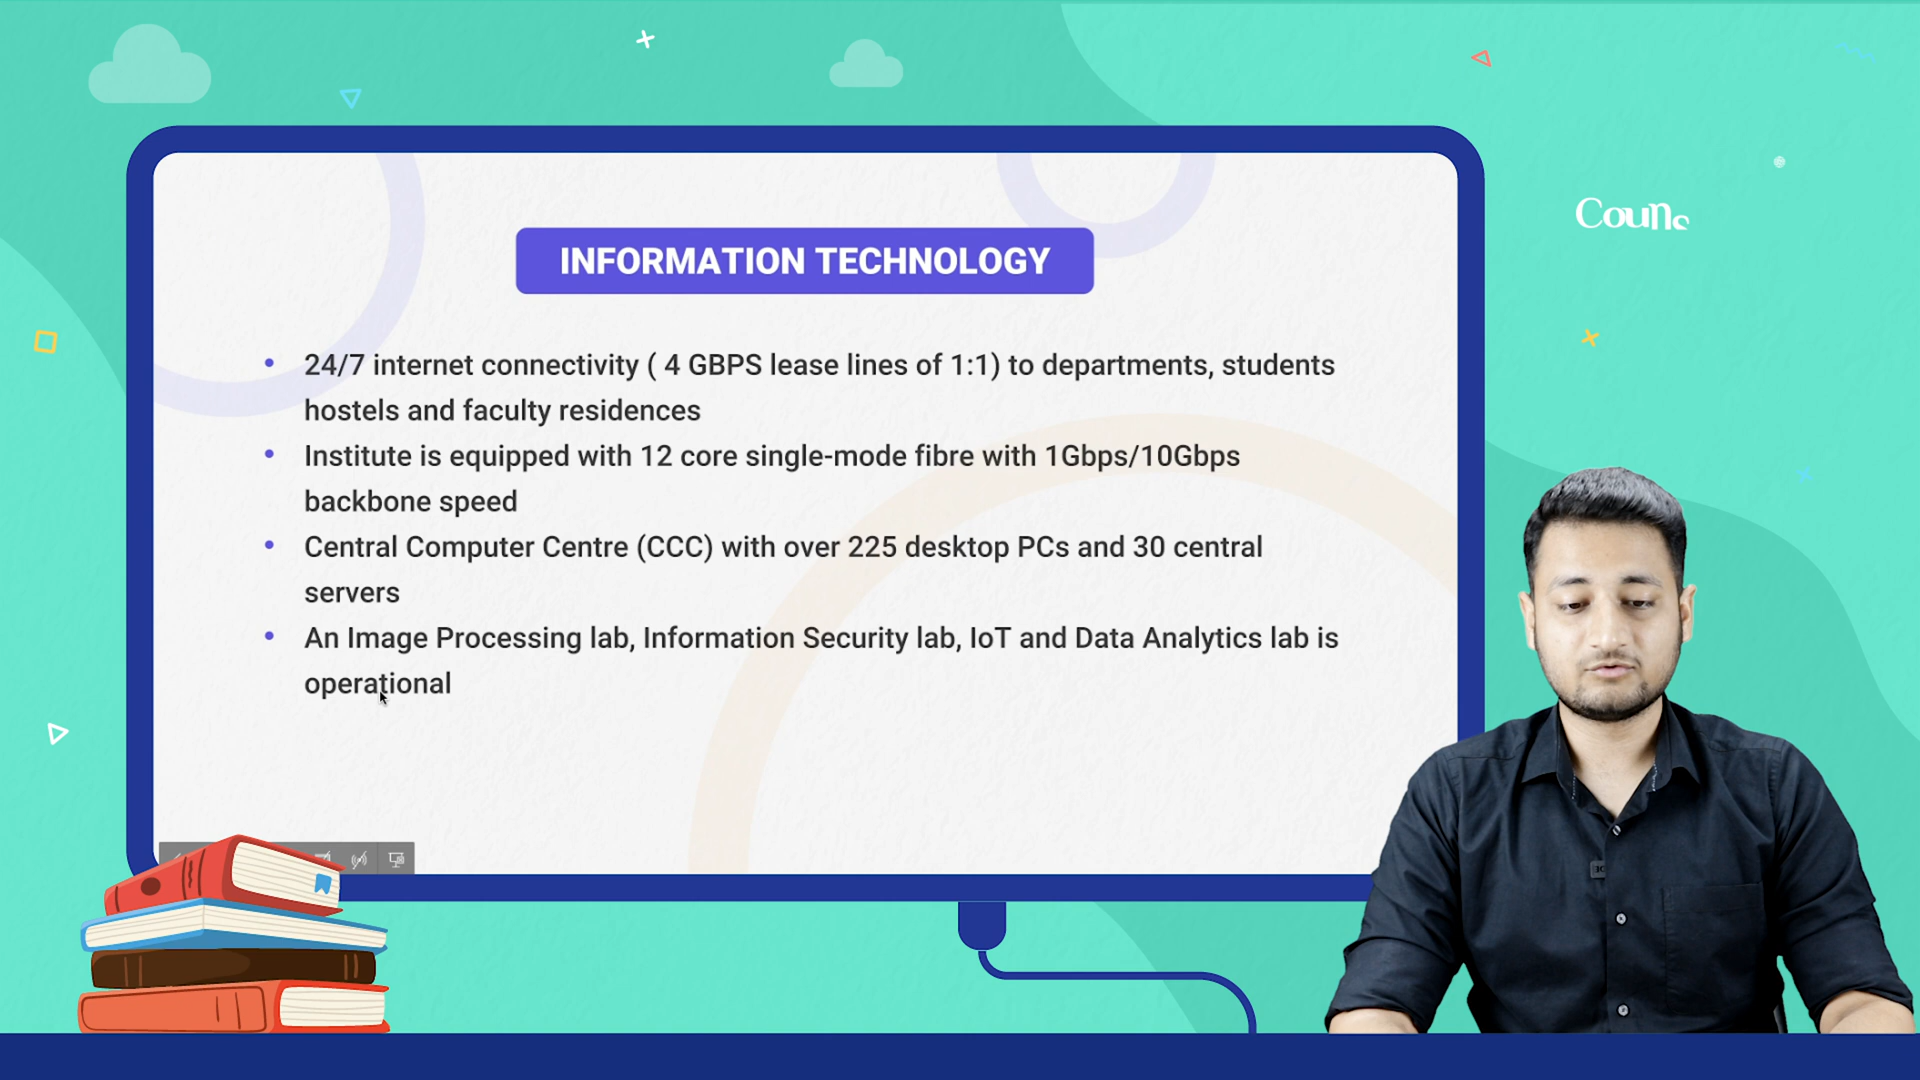 Counc
INFORMATION TECHNOLOGY
• 24/7 internet connectivity ( 4 GBPS lease lines of 1:1) to departments, students
hostels and faculty residences
• Institute is equipped with 12 core single-mode fibre with 1Gbps/10Gbps
backbone speed
• Central Computer Centre (CCC) with over 225 desktop PCs and 30 central
servers
• An Image Processing lab, Information Security lab, IoT and Data Analytics lab is
operational